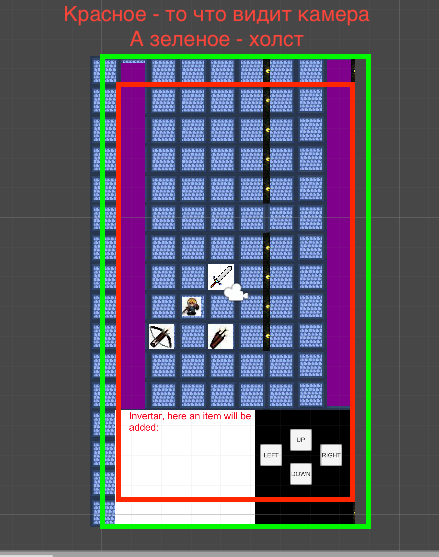 Красное - то что видит камера
А зеленое - холст
Invertar, here an item will be
added:
UP
LEFT
RIGHT
DOWN